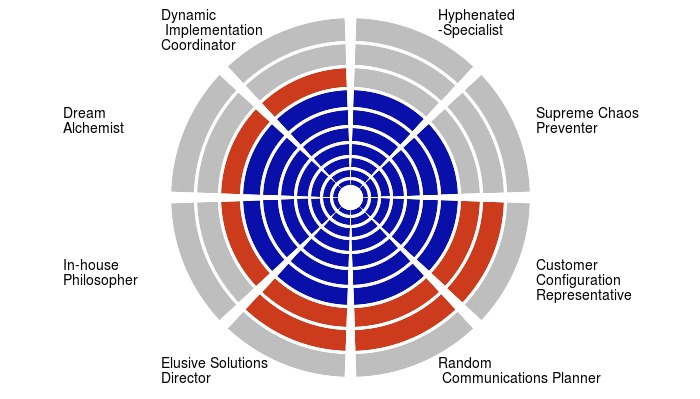 Dynamic
Implementation
Coordinator
Hyphenated
-Specialist
Dream
Alchemist
Supreme Chaos
Preventer
In-house
Philosopher
Customer
Configuration
Representative
Elusive Solutions
Director
Random
Communications Planner